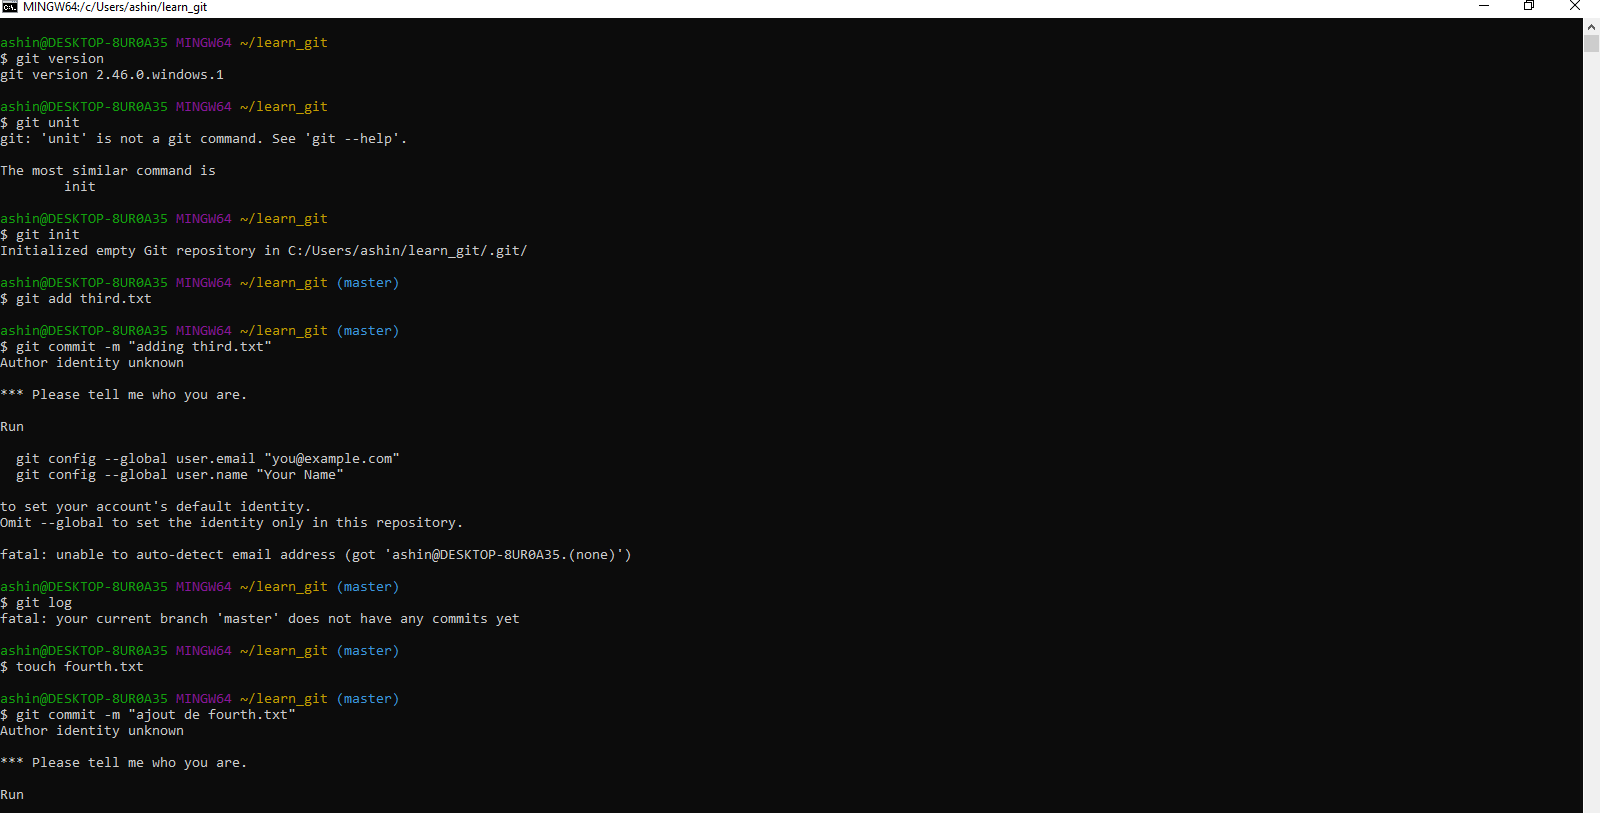 MINGW64:/c/Users/ashin/learn_git
ashin@DESKTOP-8UR0A35 MINGW64 ~/learn_git
$ git version
git version 2.46.0.windows.1
ashin@DESKTOP-8UR0A35 MINGW64 ~/learn_git
$ git unit
git: 'unit' is not a git command. See 'git --help'.
The most similar command is
init
ashin@DESKTOP-8UR0A35 MINGW64 ~/learn_git
$ git init
Initialized empty Git repository in C:/Users/ashin/learn_git/.git/
ashin@DESKTOP-8UR0A35 MINGW64 ~/learn_git (master)
$ git add third.txt
ashin@DESKTOP-8UR0A35 MINGW64 ~/learn_git (master)
$ git commit -m "adding third.txt"
Author identity unknown
*** Please tell me who you are.
Run
git config --global user.email "you@example.com"
git config --global user.name "Your Name"
to set your account's default identity.
Omit --global to set the identity only in this repository.
fatal: unable to auto-detect email address (got 'ashin@DESKTOP-8UR0A35.(none)')
ashin@DESKTOP-8UR0A35 MINGW64 ~/learn_git (master)
$ git log
fatal: your current branch 'master' does not have any commits yet
ashin@DESKTOP-8UR0A35 MINGW64 ~/learn_git (master)
$ touch fourth.txt
ashin@DESKTOP-8UR0A35 MINGW64 ~/learn_git (master)
$ git commit -m "ajout de fourth.txt"
Author identity unknown
*** Please tell me who you are.
Run